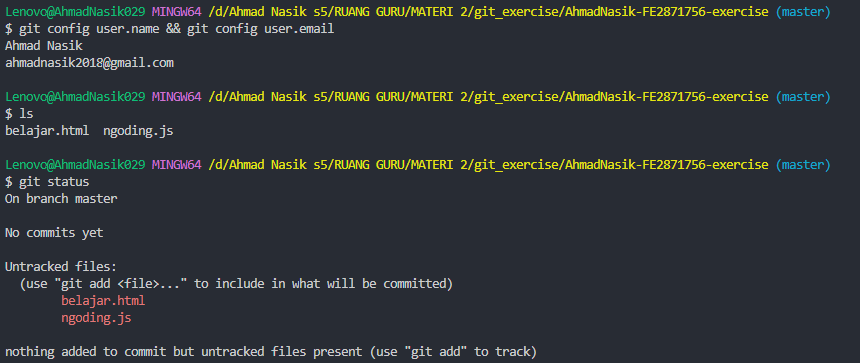 Lenovo@AhmadNasik029 MINGW64 /d/Ahmad Nasik s5/RUANG GURU/MATERI 2/git_exercise/AhmadNasik-FE2871756-exercise (master)
$ git config user.name && git config user.email
Ahmad Nasik
ahmadnasik2018@gmail.com
Lenovo@AhmadNasik029 MINGW64 /d/Ahmad Nasik s5/RUANG GURU/MATERI 2/git_exercise/AhmadNasik-FE2871756-exercise (master)
$ ls
belajar.html  ngoding.js
Lenovo@AhmadNasik029 MINGW64 /d/Ahmad Nasik s5/RUANG GURU/MATERI 2/git_exercise/AhmadNasik-FE2871756-exercise (master)
$ git status
On branch master
No commits yet
Untracked files:
  (use "git add <file>..." to include in what will be committed)
        belajar.html
        ngoding.js
nothing added to commit but untracked files present (use "git add" to track)